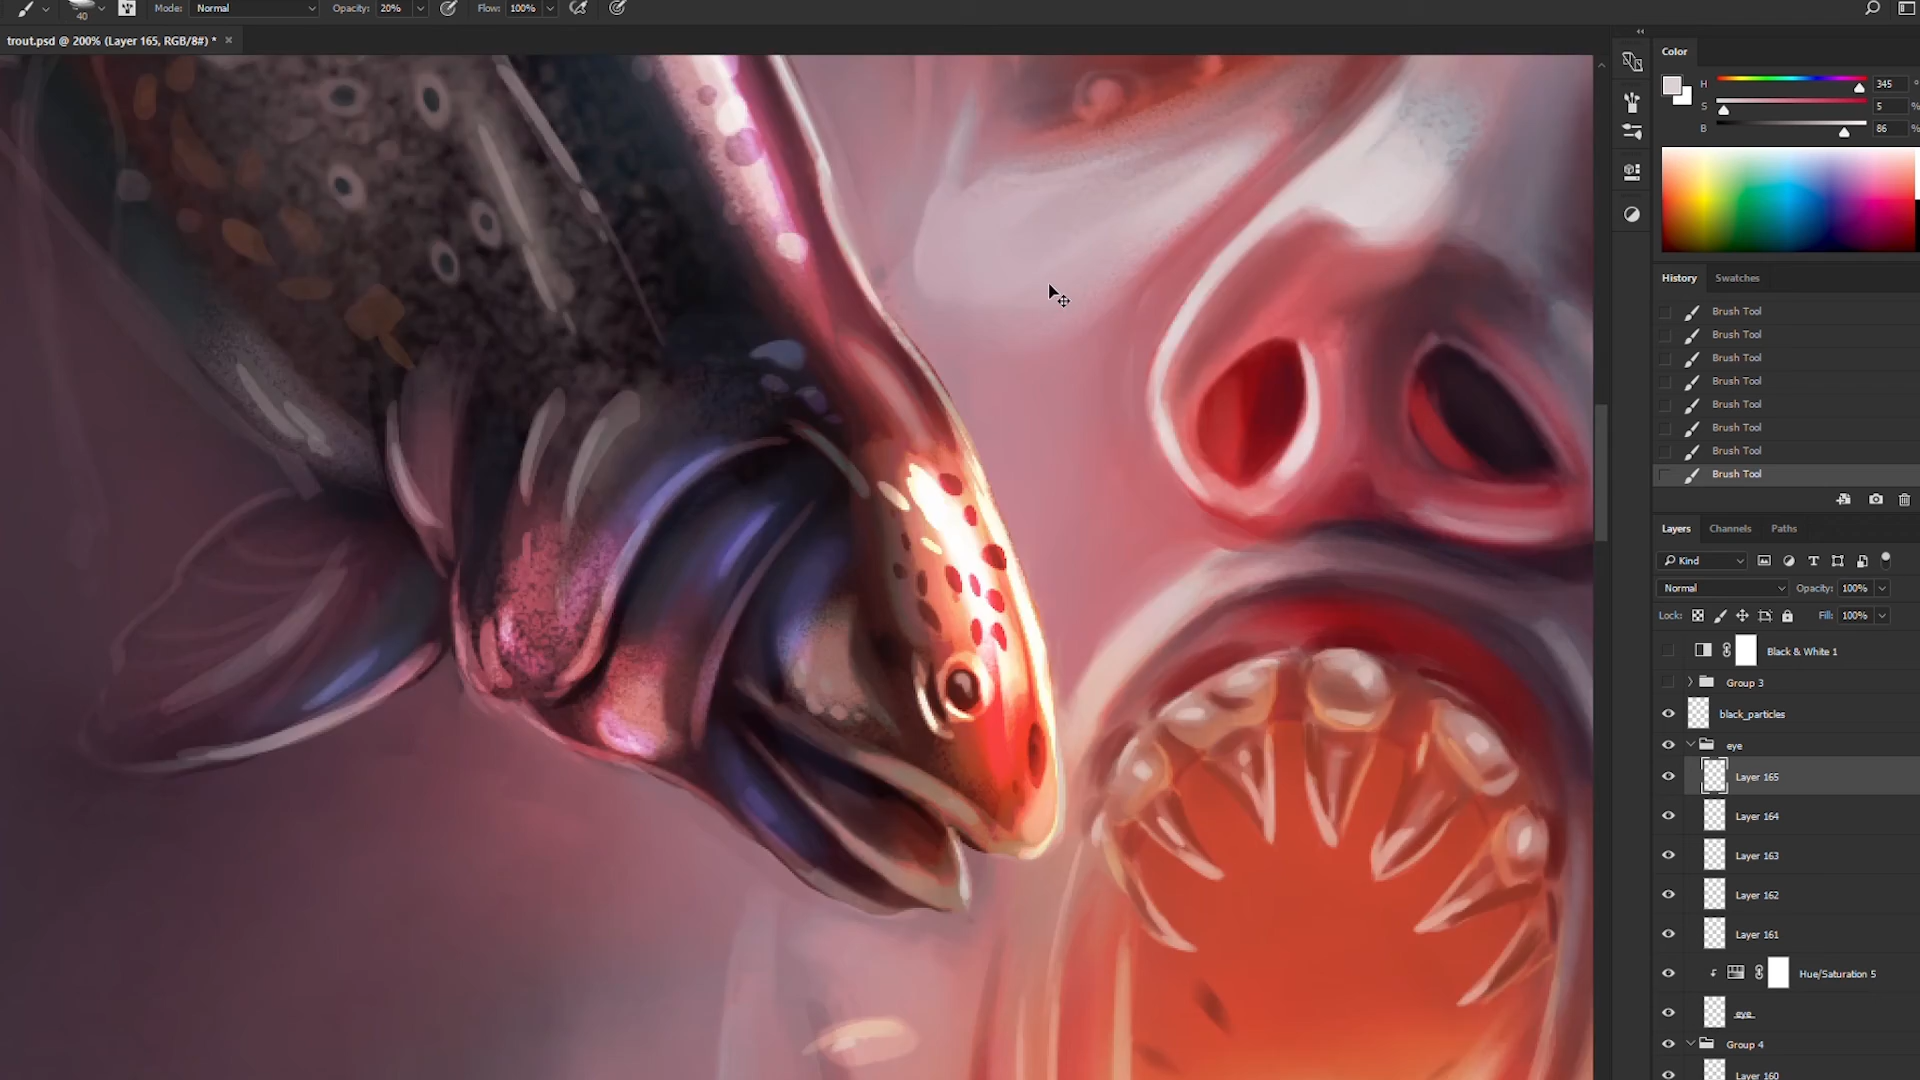 40 Mode: Normal Opacity: 20% Flow: 100%
trout.psd @ 200% (Layer 165, RGB/8#) *
Color
H 345 °
S 5 %
B 86 %
History Swatches
Brush Tool
Brush Tool
Brush Tool
Brush Tool
Brush Tool
Brush Tool
Brush Tool
Brush Tool
Layers Channels Paths
Kind
Normal Opacity: 100%
Lock: Fill: 100%
Black & White 1
Group 3
black_particles
eye
Layer 165
Layer 164
Layer 163
Layer 162
Layer 161
Hue/Saturation 5
_eye_
Group 4
Layer 160